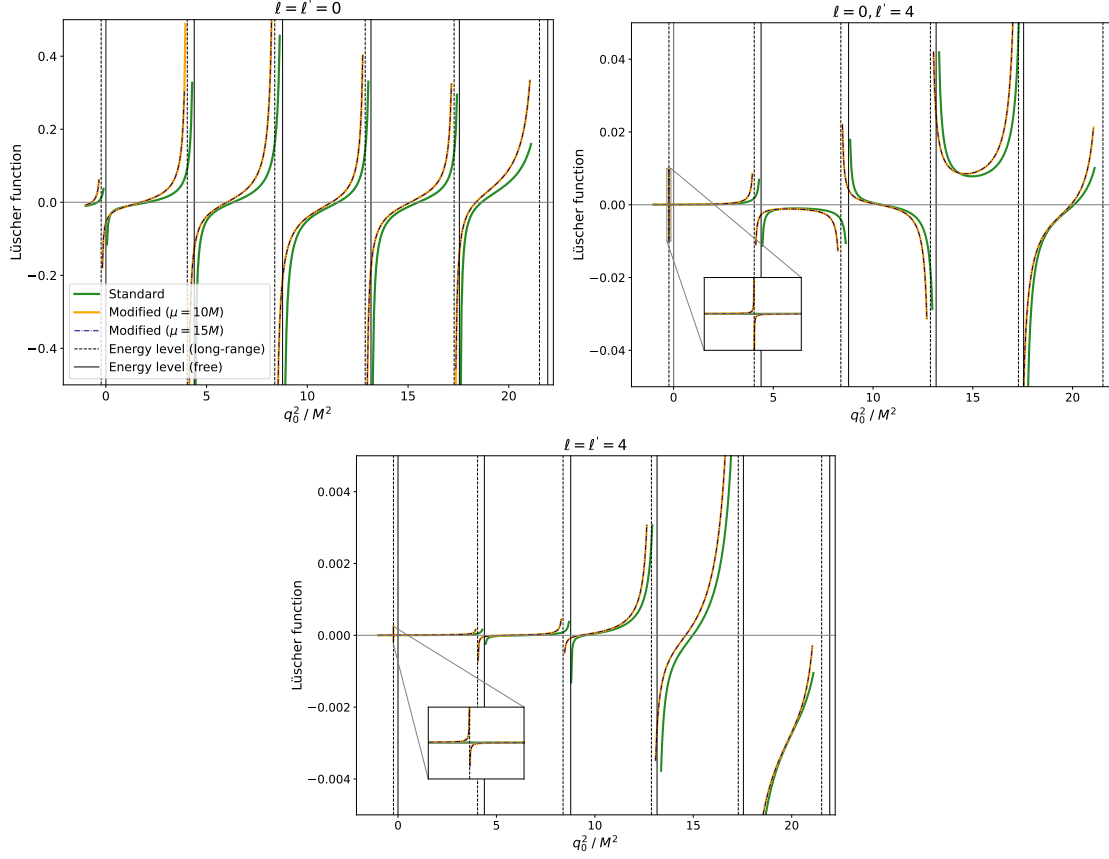 ℓ = ℓ' = 0
0.4
0.2
0.0
−0.2
−0.4
Lüscher function
Standard
Modified (μ = 10M)
Modified (μ = 15M)
Energy level (long-range)
Energy level (free)
0 5 10 15 20
q₀² / M²
ℓ = 0, ℓ' = 4
0.04
0.02
0.00
−0.02
−0.04
Lüscher function
0 5 10 15 20
q₀² / M²
ℓ = ℓ' = 4
0.004
0.002
0.000
−0.002
−0.004
Lüscher function
0 5 10 15 20
q₀² / M²